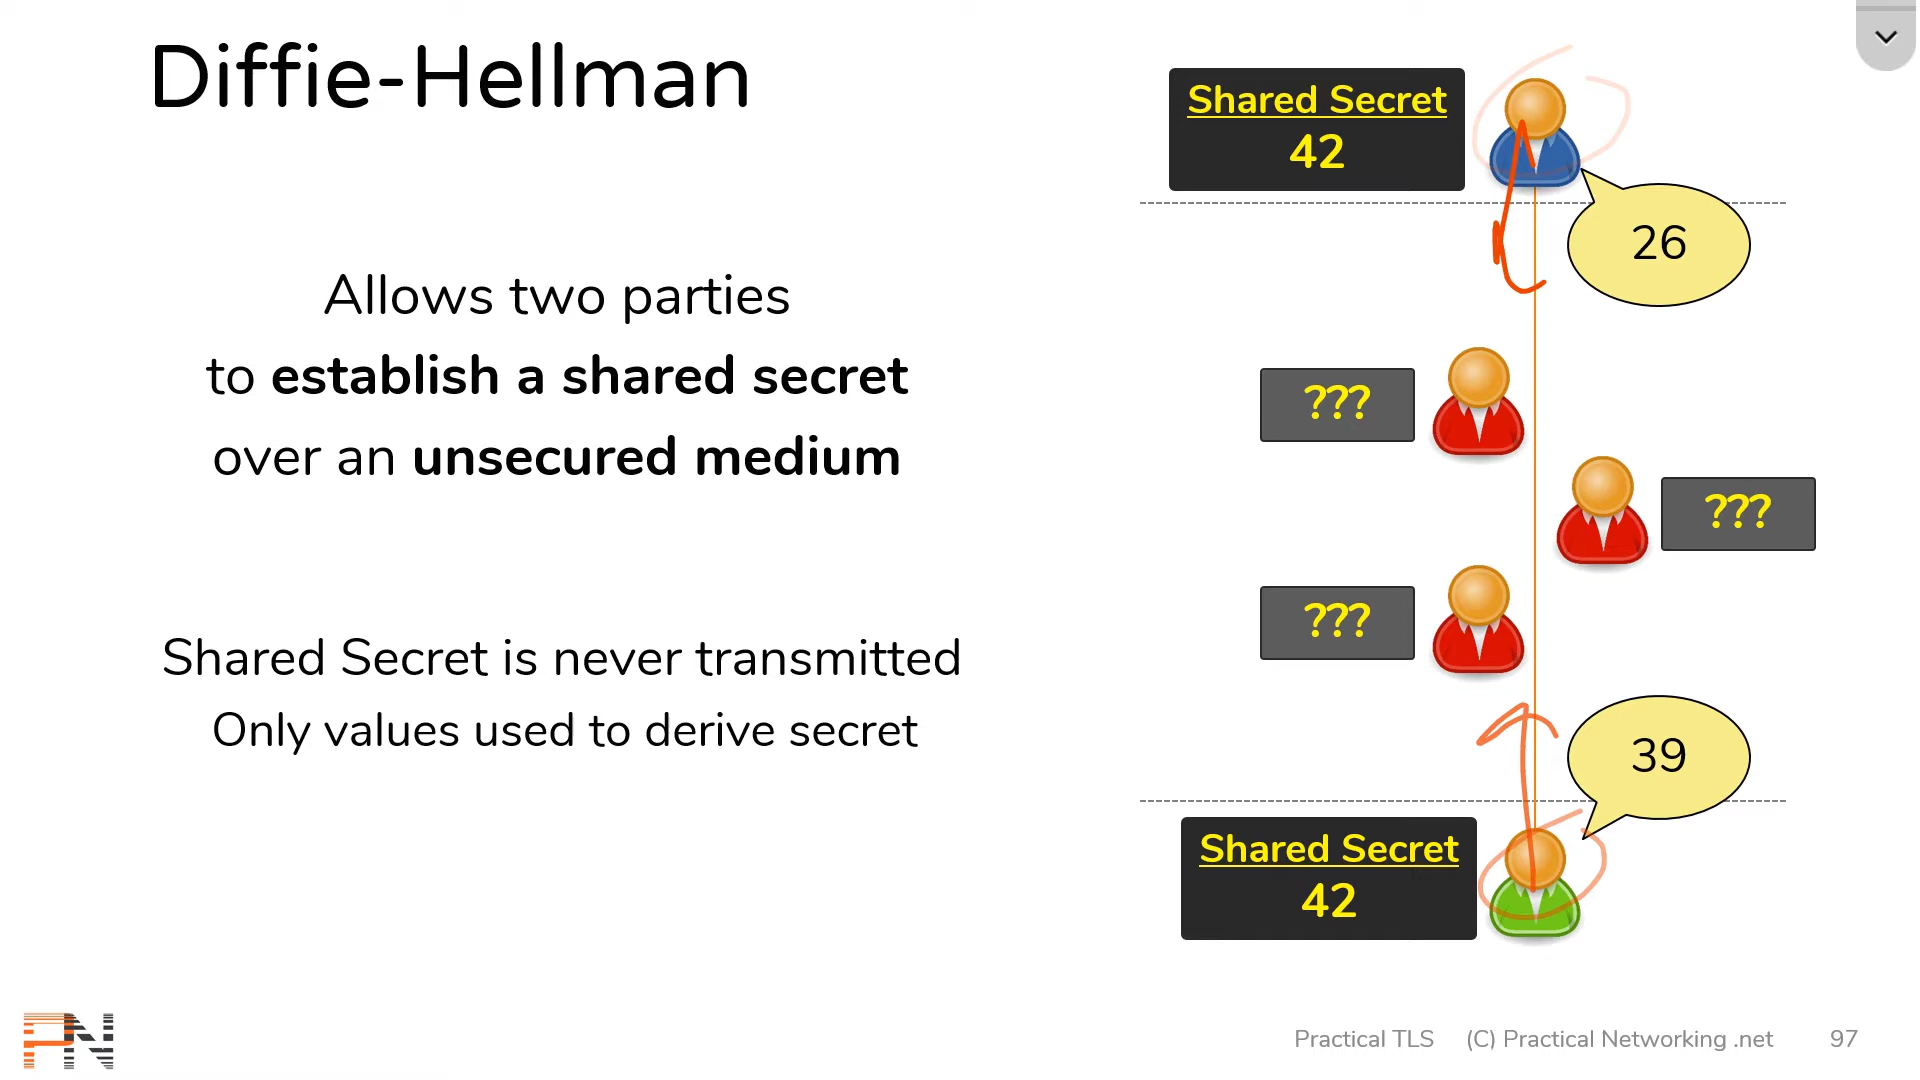 Diffie-Hellman
Allows two parties
to establish a shared secret
over an unsecured medium
Shared Secret is never transmitted
Only values used to derive secret
Shared Secret
42
26
???
???
???
39
Shared Secret
42
PN
Practical TLS (C) Practical Networking .net 97